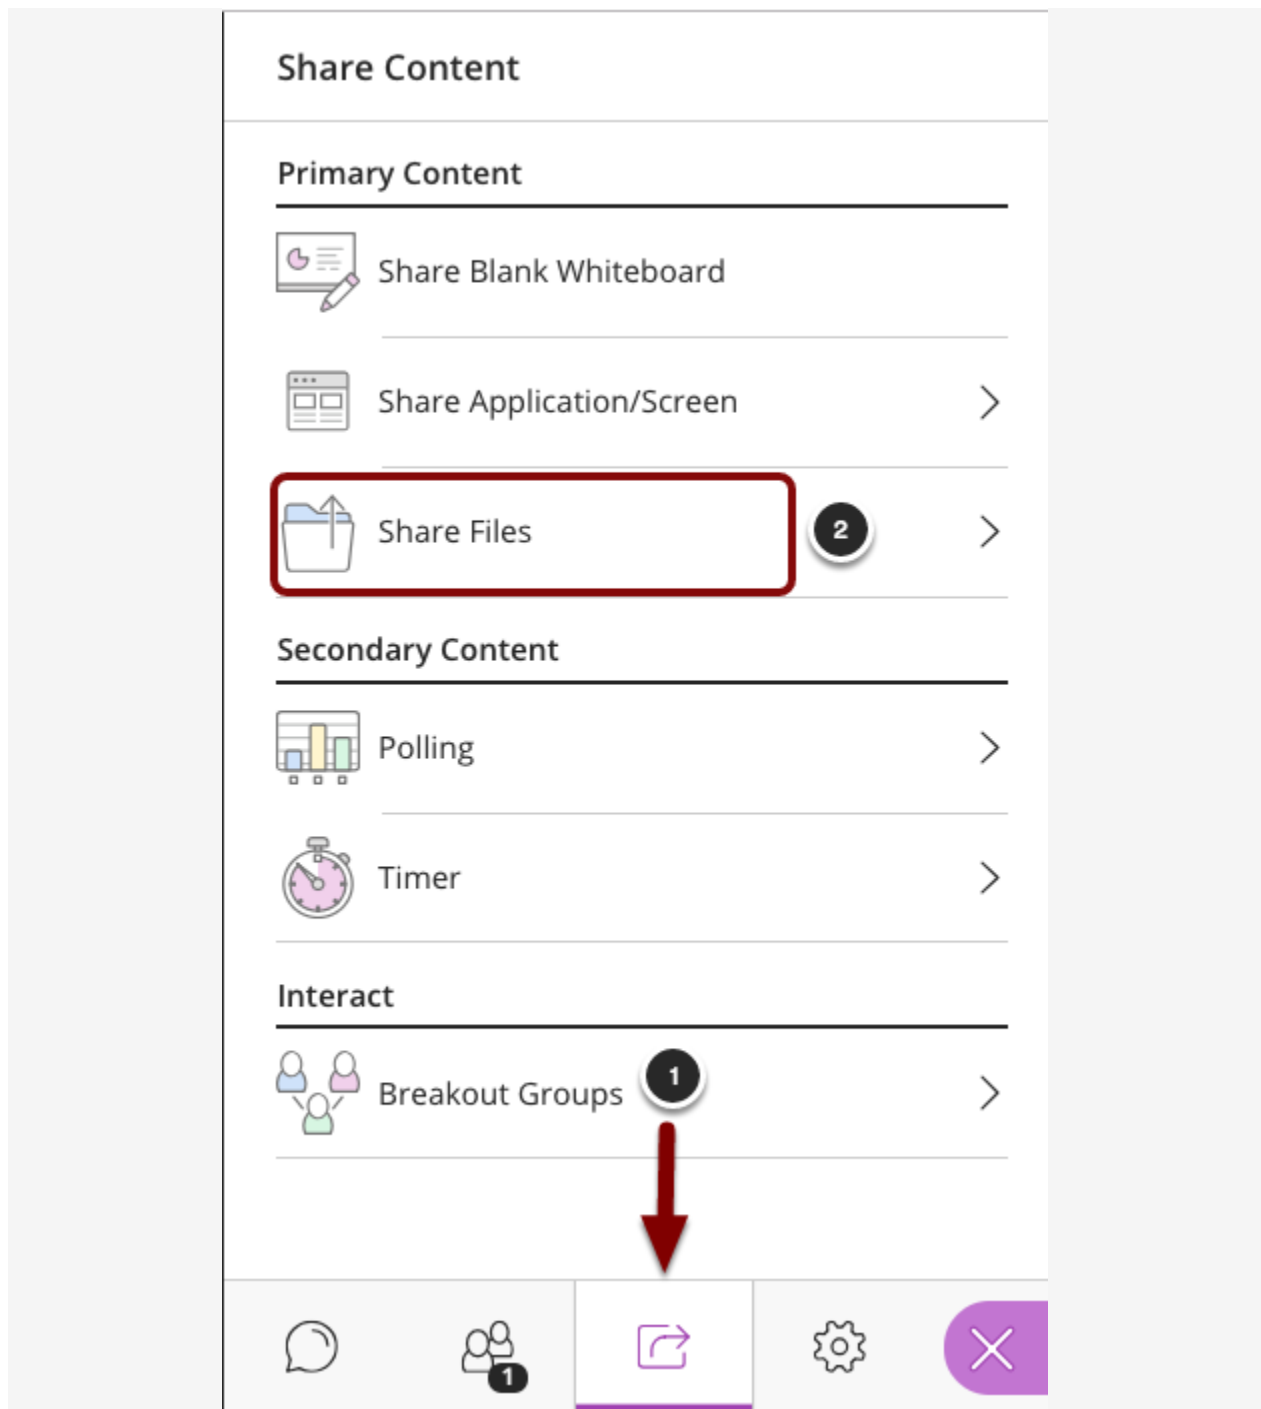 Share Content
Primary Content
Share Blank Whiteboard
Share Application/Screen
Share Files
2
Secondary Content
Polling
Timer
Interact
Breakout Groups
1
1